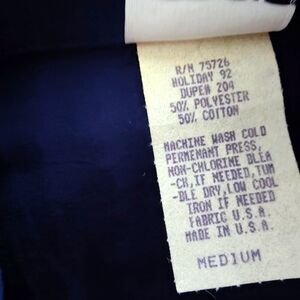 R/N 75726
HOLIDAY 92
DUPEN 204
50% POLYESTER
50% COTTON
MACHINE WASH COLD
PERMENANT PRESS,
NON-CHLORINE BLEA
-CH,IF NEEDED,TUM
-DLE DRY,LOW COOL
IRON IF NEEDED
FABRIC U.S.A.
MADE IN U.S.A.
MEDIUM